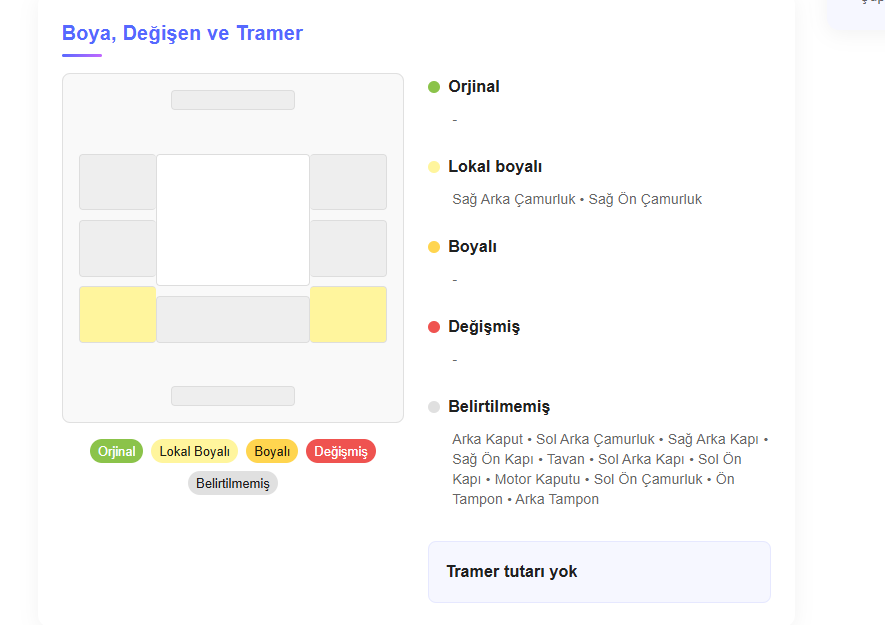 Boya, Değişen ve Tramer
Orjinal
-
Lokal boyalı
Sağ Arka Çamurluk • Sağ Ön Çamurluk
Boyalı
-
Değişmiş
-
Belirtilmemiş
Arka Kaput • Sol Arka Çamurluk • Sağ Arka Kapı •
Sağ Ön Kapı • Tavan • Sol Arka Kapı • Sol Ön
Kapı • Motor Kaputu • Sol Ön Çamurluk • Ön
Tampon • Arka Tampon
Orjinal Lokal Boyalı Boyalı Değişmiş
Belirtilmemiş
Tramer tutarı yok